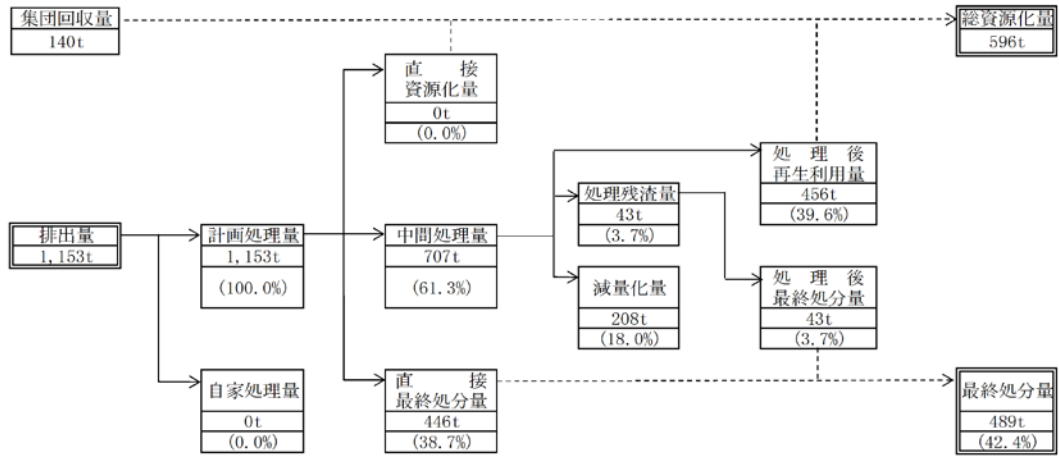 集団回収量
140t
総資源化量
596t
直　接
資源化量
0t
(0.0%)
処　理　後
再生利用量
456t
(39.6%)
処理残渣量
43t
(3.7%)
排出量
1,153t
計画処理量
1,153t
(100.0%)
中間処理量
707t
(61.3%)
減量化量
208t
(18.0%)
処　理　後
最終処分量
43t
(3.7%)
自家処理量
0t
(0.0%)
直　接
最終処分量
446t
(38.7%)
最終処分量
489t
(42.4%)